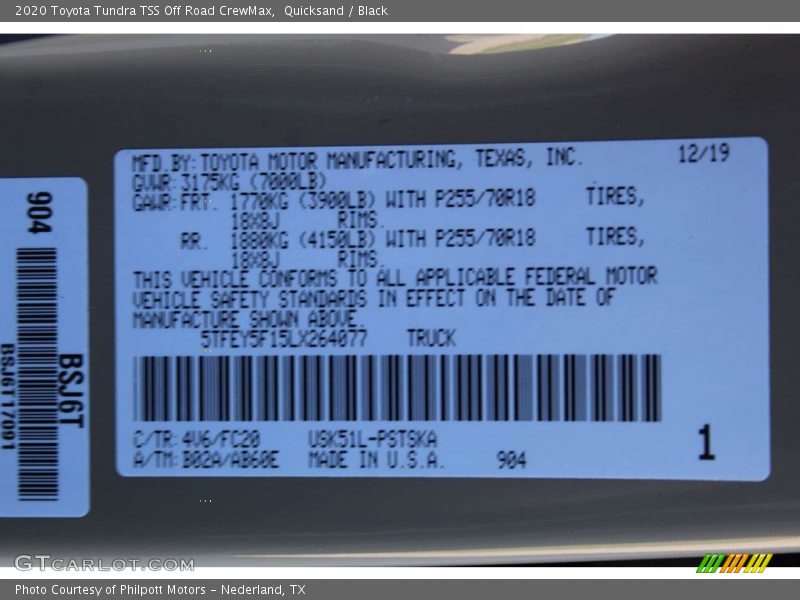 2020 Toyota Tundra TSS Off Road CrewMax, Quicksand / Black
MFD.BY:TOYOTA MOTOR MANUFACTURING, TEXAS, INC. 12/19
GVWR:3175KG (7000LB)
GAWR:FRT. 1770KG (3900LB) WITH P255/70R18 TIRES,
18X8J RIMS.
RR. 1880KG (4150LB) WITH P255/70R18 TIRES,
18X8J RIMS.
THIS VEHICLE CONFORMS TO ALL APPLICABLE FEDERAL MOTOR
VEHICLE SAFETY STANDARDS IN EFFECT ON THE DATE OF
MANUFACTURE SHOWN ABOVE.
5TFEY5F15LX264077 TRUCK
C/TR:4V6/FC20 USK51L-PSTSKA
A/TM:B02A/AB60E MADE IN U.S.A. 904
1
904
BSJ6T
BSJ6T17091
GTCARLOT.COM
Photo Courtesy of Philpott Motors - Nederland, TX